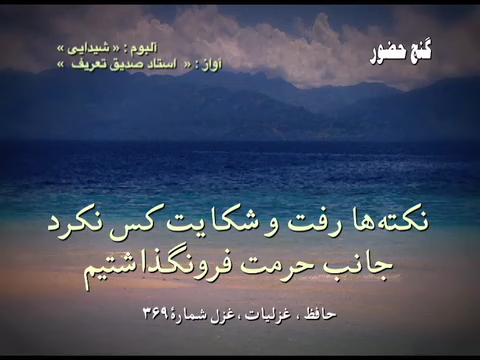 گنج حضور
آلبوم : « شیدایی »
آواز : « استاد صدیق تعریف »
نکته‌ها رفت و شکایت کس نکرد
جانب حرمت فرونگذاشتیم
حافظ ، غزلیات ، غزل شمارهٔ ۳۶۹